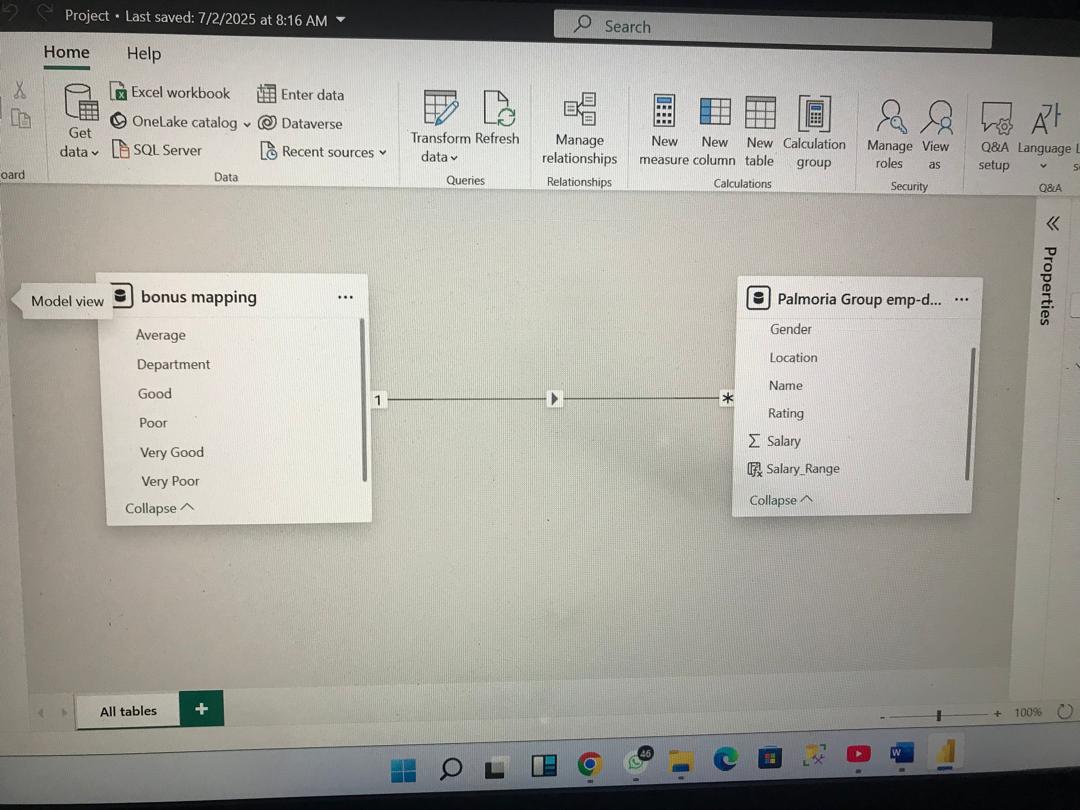 Project • Last saved: 7/2/2025 at 8:16 AM
Search
Home Help
Get data
Excel workbook
OneLake catalog
SQL Server
Enter data
Dataverse
Recent sources
Data
Transform data
Refresh
Queries
Manage relationships
Relationships
New measure
New column
New table
Calculation group
Calculations
Manage roles
View as
Security
Q&A setup
Language
Q&A
oard
Properties
Model view
bonus mapping ...
Average
Department
Good
Poor
Very Good
Very Poor
Collapse
1
*
Palmoria Group emp-d... ...
Gender
Location
Name
Rating
Σ Salary
Salary_Range
Collapse
All tables +
- + 100%
46
W